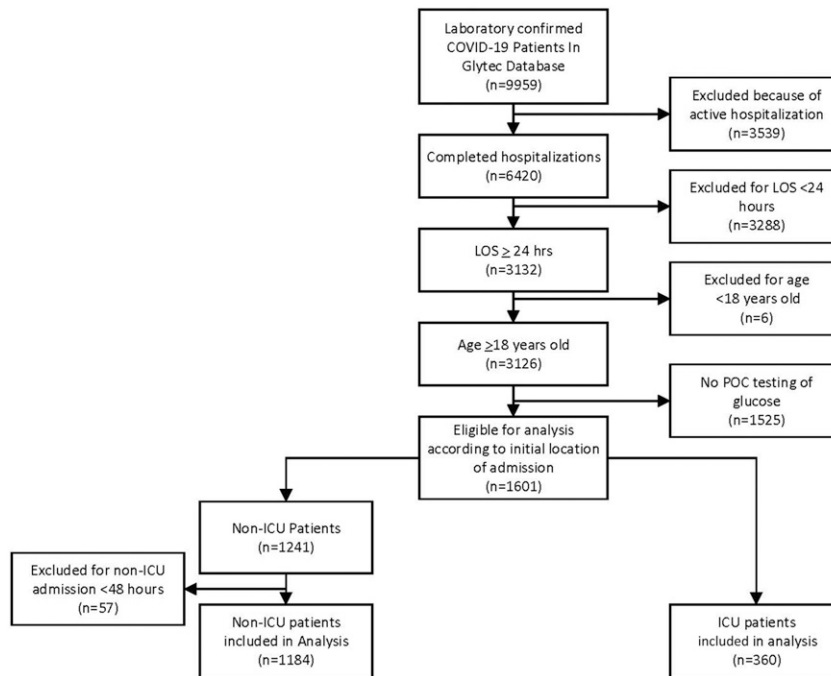 Laboratory confirmed
COVID-19 Patients In
Glytec Database
(n=9959)
Excluded because of
active hospitalization
(n=3539)
Completed hospitalizations
(n=6420)
Excluded for LOS <24
hours
(n=3288)
LOS ≥ 24 hrs
(n=3132)
Excluded for age
<18 years old
(n=6)
Age ≥18 years old
(n=3126)
No POC testing of
glucose
(n=1525)
Eligible for analysis
according to initial location
of admission
(n=1601)
Non-ICU Patients
(n=1241)
Excluded for non-ICU
admission <48 hours
(n=57)
Non-ICU patients
included in Analysis
(n=1184)
ICU patients
included in analysis
(n=360)